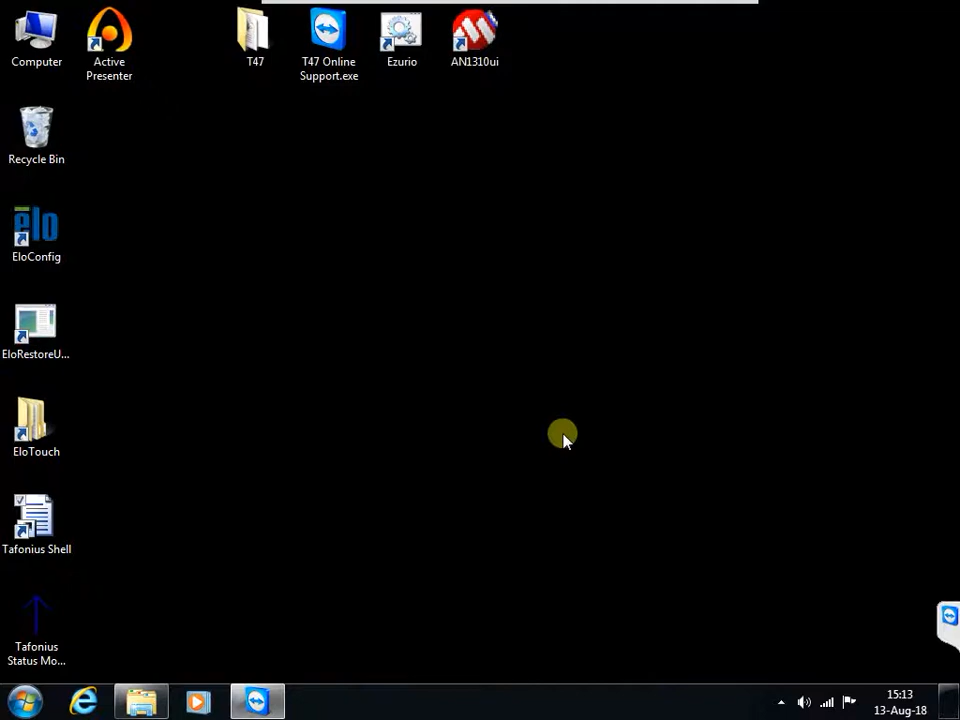 Computer
Active
Presenter
T47
T47 Online
Support.exe
Ezurio
AN1310ui
Recycle Bin
elo
EloConfig
EloRestoreU...
EloTouch
Tafonius Shell
Tafonius
Status Mo...
15:13
13-Aug-18